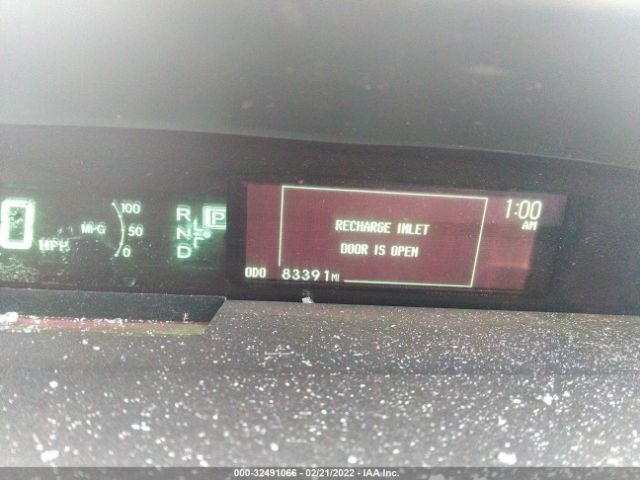 0 MPH
100
MPG 50
0
R
N
D
P
RECHARGE INLET
DOOR IS OPEN
1:00
AM
ODO 83391 MI
000-32491066 - 02/21/2022 - IAA Inc.